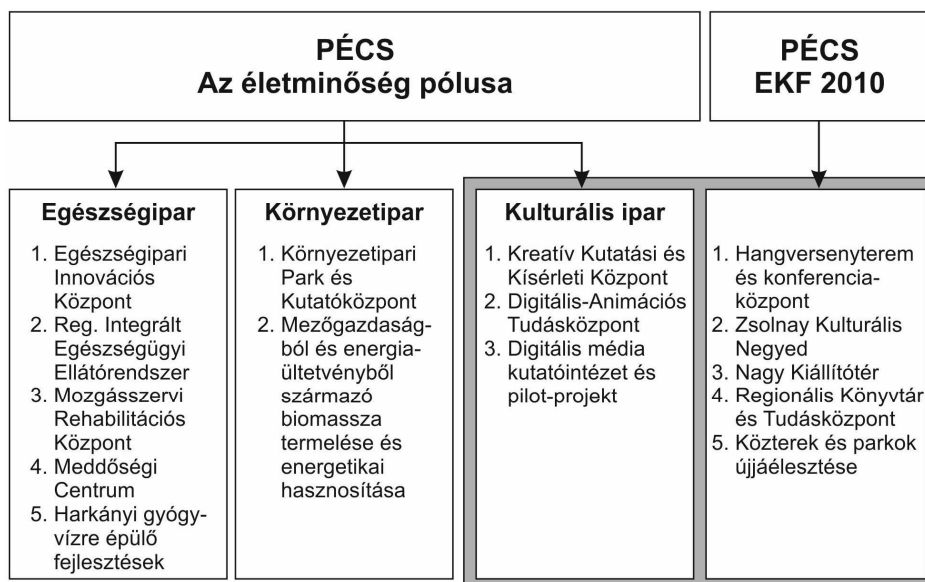 PÉCS
Az életminőség pólusa
PÉCS
EKF 2010
Egészségipar
1. Egészségipari
Innovációs
Központ
2. Reg. Integrált
Egészségügyi
Ellátórendszer
3. Mozgásszervi
Rehabilitációs
Központ
4. Meddőségi
Centrum
5. Harkányi gyógy-
vízre épülő
fejlesztések
Környezetipar
1. Környezetipari
Park és
Kutatóközpont
2. Mezőgazdaság-
ból és energia-
ültetvényből
származó
biomassza
termelése és
energetikai
hasznosítása
Kulturális ipar
1. Kreatív Kutatási és
Kísérleti Központ
2. Digitális-Animációs
Tudásközpont
3. Digitális média
kutatóintézet és
pilot-projekt
1. Hangversenyterem
és konferencia-
központ
2. Zsolnay Kulturális
Negyed
3. Nagy Kiállítótér
4. Regionális Könyvtár
és Tudásközpont
5. Közterek és parkok
újjáélesztése